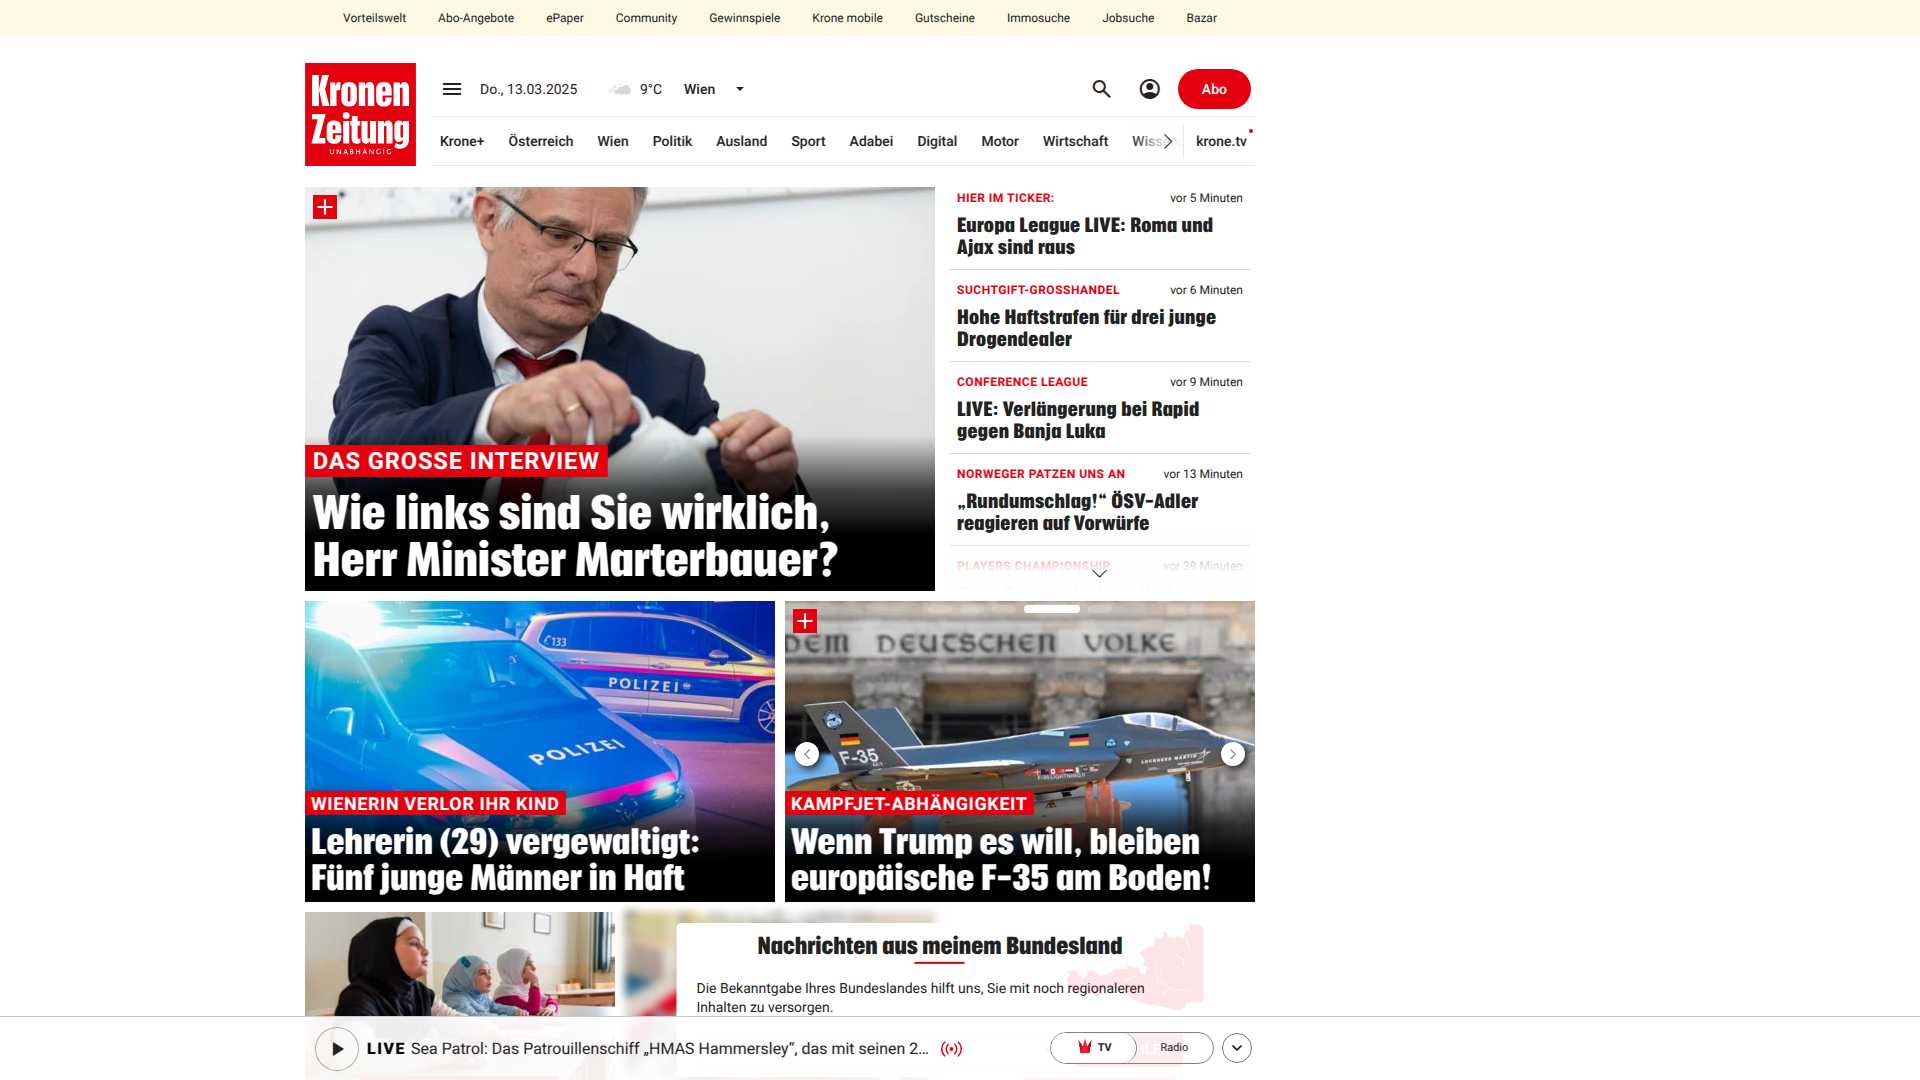 Vorteilswelt Abo-Angebote ePaper Community Gewinnspiele Krone mobile Gutscheine Immosuche Jobsuche Bazar
Kronen
Zeitung
UNABHÄNGIG
Do., 13.03.2025 9°C Wien
Abo
Krone+ Österreich Wien Politik Ausland Sport Adabei Digital Motor Wirtschaft krone.tv
DAS GROSSE INTERVIEW
Wie links sind Sie wirklich,
Herr Minister Marterbauer?
HIER IM TICKER: vor 5 Minuten
Europa League LIVE: Roma und
Ajax sind raus
SUCHTGIFT-GROSSHANDEL vor 6 Minuten
Hohe Haftstrafen für drei junge
Drogendealer
CONFERENCE LEAGUE vor 9 Minuten
LIVE: Verlängerung bei Rapid
gegen Banja Luka
NORWEGER PATZEN UNS AN vor 13 Minuten
„Rundumschlag!“ ÖSV-Adler
reagieren auf Vorwürfe
PLAYERS CHAMPIONSHIP vor 39 Minuten
133
POLIZEI
POLIZEI
WIENERIN VERLOR IHR KIND
Lehrerin (29) vergewaltigt:
Fünf junge Männer in Haft
DEM DEUTSCHEN VOLKE
F-35
LOCKHEED MARTIN
KAMPFJET-ABHÄNGIGKEIT
Wenn Trump es will, bleiben
europäische F-35 am Boden!
Nachrichten aus meinem Bundesland
Die Bekanntgabe Ihres Bundeslandes hilft uns, Sie mit noch regionaleren
Inhalten zu versorgen.
LIVE Sea Patrol: Das Patrouillenschiff „HMAS Hammersley“, das mit seinen 2...
TV Radio